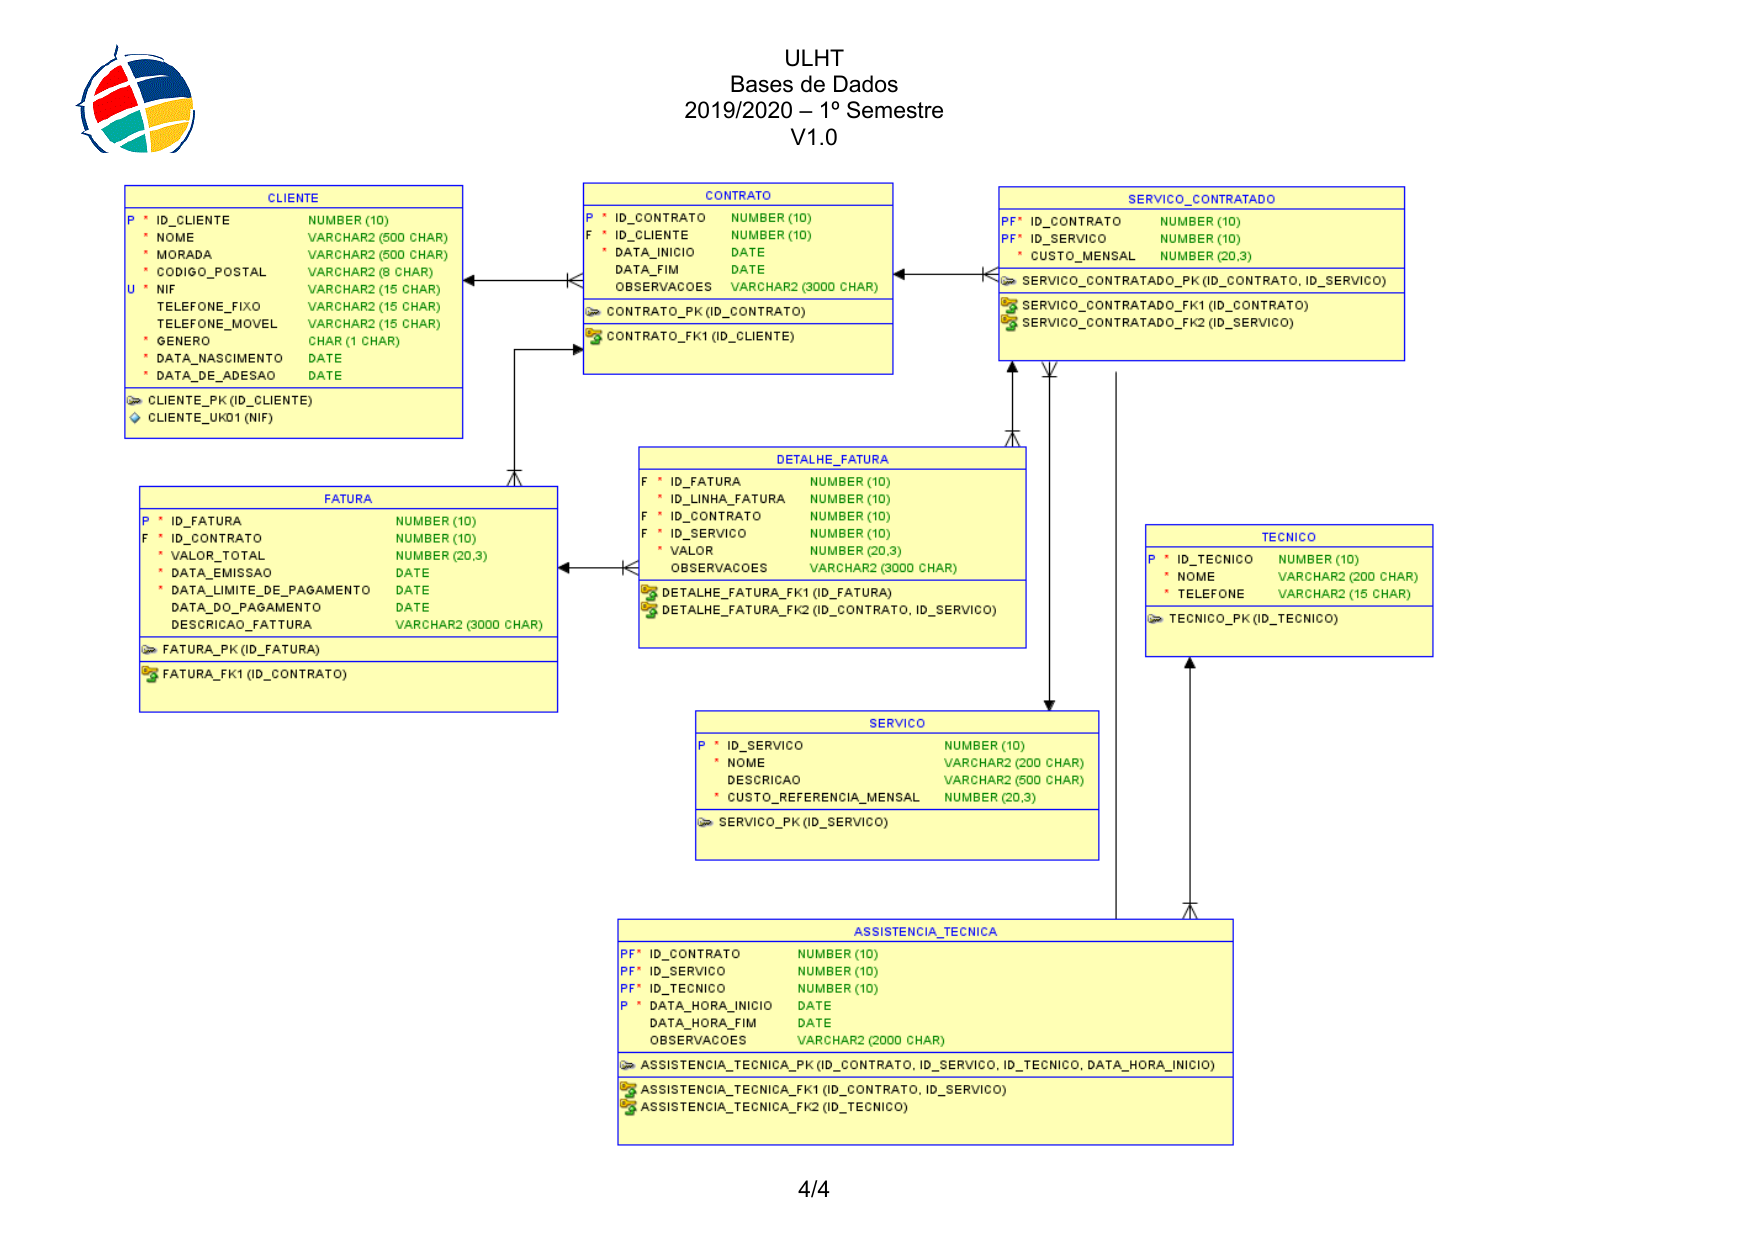 ULHT
Bases de Dados
2019/2020 – 1º Semestre
V1.0
CLIENTE
P * ID_CLIENTE NUMBER (10)
* NOME VARCHAR2 (500 CHAR)
* MORADA VARCHAR2 (500 CHAR)
* CODIGO_POSTAL VARCHAR2 (8 CHAR)
U * NIF VARCHAR2 (15 CHAR)
TELEFONE_FIXO VARCHAR2 (15 CHAR)
TELEFONE_MOVEL VARCHAR2 (15 CHAR)
* GENERO CHAR (1 CHAR)
* DATA_NASCIMENTO DATE
* DATA_DE_ADESAO DATE
CLIENTE_PK (ID_CLIENTE)
CLIENTE_UK01 (NIF)
CONTRATO
P * ID_CONTRATO NUMBER (10)
F * ID_CLIENTE NUMBER (10)
* DATA_INICIO DATE
DATA_FIM DATE
OBSERVACOES VARCHAR2 (3000 CHAR)
CONTRATO_PK (ID_CONTRATO)
CONTRATO_FK1 (ID_CLIENTE)
SERVICO_CONTRATADO
PF* ID_CONTRATO NUMBER (10)
PF* ID_SERVICO NUMBER (10)
* CUSTO_MENSAL NUMBER (20,3)
SERVICO_CONTRATADO_PK (ID_CONTRATO, ID_SERVICO)
SERVICO_CONTRATADO_FK1 (ID_CONTRATO)
SERVICO_CONTRATADO_FK2 (ID_SERVICO)
FATURA
P * ID_FATURA NUMBER (10)
F * ID_CONTRATO NUMBER (10)
* VALOR_TOTAL NUMBER (20,3)
* DATA_EMISSAO DATE
* DATA_LIMITE_DE_PAGAMENTO DATE
DATA_DO_PAGAMENTO DATE
DESCRICAO_FATTURA VARCHAR2 (3000 CHAR)
FATURA_PK (ID_FATURA)
FATURA_FK1 (ID_CONTRATO)
DETALHE_FATURA
F * ID_FATURA NUMBER (10)
* ID_LINHA_FATURA NUMBER (10)
F * ID_CONTRATO NUMBER (10)
F * ID_SERVICO NUMBER (10)
* VALOR NUMBER (20,3)
OBSERVACOES VARCHAR2 (3000 CHAR)
DETALHE_FATURA_FK1 (ID_FATURA)
DETALHE_FATURA_FK2 (ID_CONTRATO, ID_SERVICO)
TECNICO
P * ID_TECNICO NUMBER (10)
* NOME VARCHAR2 (200 CHAR)
* TELEFONE VARCHAR2 (15 CHAR)
TECNICO_PK (ID_TECNICO)
SERVICO
P * ID_SERVICO NUMBER (10)
* NOME VARCHAR2 (200 CHAR)
DESCRICAO VARCHAR2 (500 CHAR)
* CUSTO_REFERENCIA_MENSAL NUMBER (20,3)
SERVICO_PK (ID_SERVICO)
ASSISTENCIA_TECNICA
PF* ID_CONTRATO NUMBER (10)
PF* ID_SERVICO NUMBER (10)
PF* ID_TECNICO NUMBER (10)
P * DATA_HORA_INICIO DATE
DATA_HORA_FIM DATE
OBSERVACOES VARCHAR2 (2000 CHAR)
ASSISTENCIA_TECNICA_PK (ID_CONTRATO, ID_SERVICO, ID_TECNICO, DATA_HORA_INICIO)
ASSISTENCIA_TECNICA_FK1 (ID_CONTRATO, ID_SERVICO)
ASSISTENCIA_TECNICA_FK2 (ID_TECNICO)
4/4